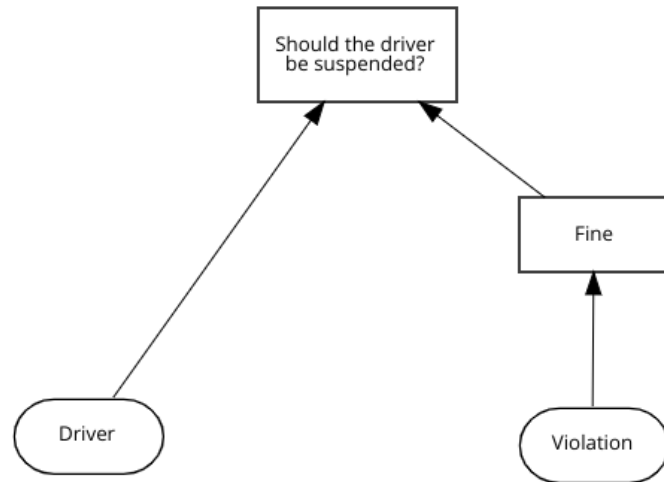 Should the driver
be suspended?
Fine
Driver
Violation